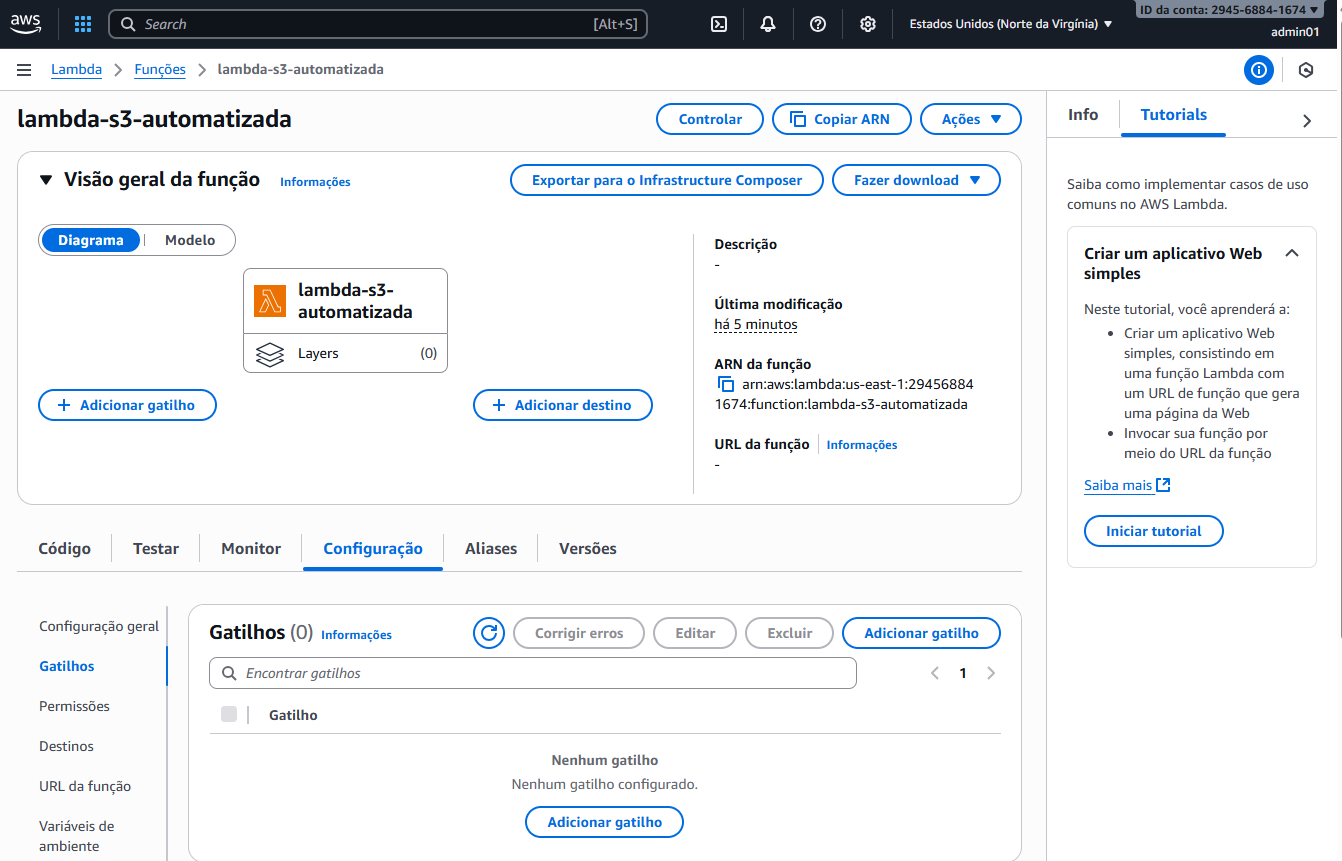 aws
Search
[Alt+S]
Estados Unidos (Norte da Virgínia)
ID da conta: 2945-6884-1674
admin01
Lambda
Funções
lambda-s3-automatizada
lambda-s3-automatizada
Controlar
Copiar ARN
Ações
Info
Tutorials
Visão geral da função
Informações
Exportar para o Infrastructure Composer
Fazer download
Diagrama
Modelo
lambda-s3-
automatizada
Layers
(0)
+ Adicionar gatilho
+ Adicionar destino
Descrição
-
Última modificação
há 5 minutos
ARN da função
arn:aws:lambda:us-east-1:29456884
1674:function:lambda-s3-automatizada
URL da função
Informações
-
Saiba como implementar casos de uso
comuns no AWS Lambda.
Criar um aplicativo Web
simples
Neste tutorial, você aprenderá a:
• Criar um aplicativo Web
simples, consistindo em
uma função Lambda com
um URL de função que gera
uma página da Web
• Invocar sua função por
meio do URL da função
Saiba mais
Iniciar tutorial
Código
Testar
Monitor
Configuração
Aliases
Versões
Configuração geral
Gatilhos
Permissões
Destinos
URL da função
Variáveis de
ambiente
Gatilhos (0)
Informações
Corrigir erros
Editar
Excluir
Adicionar gatilho
Encontrar gatilhos
1
Gatilho
Nenhum gatilho
Nenhum gatilho configurado.
Adicionar gatilho